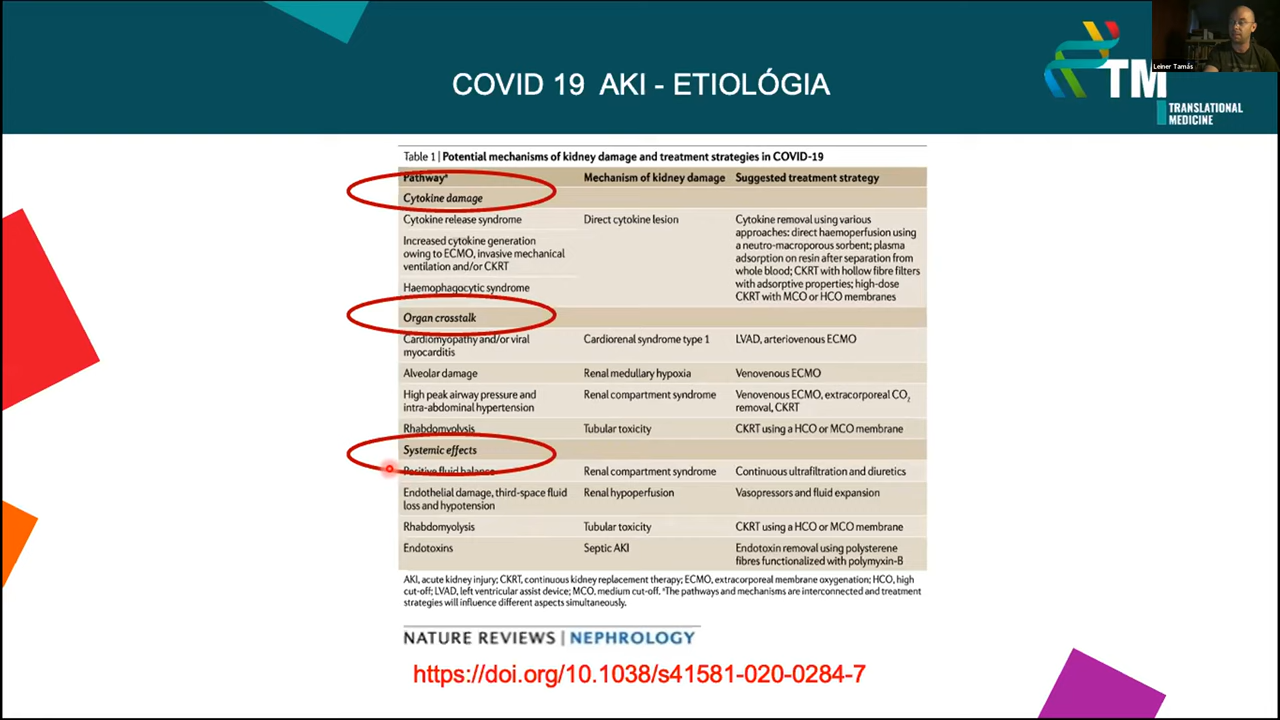 COVID 19 AKI - ETIOLÓGIA
Leiner Tamás
TM
TRANSLATIONAL
MEDICINE
Table 1 | Potential mechanisms of kidney damage and treatment strategies in COVID-19
Pathwayᵃ Mechanism of kidney damage Suggested treatment strategy
Cytokine damage
Cytokine release syndrome Direct cytokine lesion Cytokine removal using various
approaches: direct haemoperfusion using
a neutro-macroporous sorbent; plasma
adsorption on resin after separation from
whole blood; CKRT with hollow fibre filters
with adsorptive properties; high-dose
CKRT with MCO or HCO membranes
Increased cytokine generation
owing to ECMO, invasive mechanical
ventilation and/or CKRT
Haemophagocytic syndrome
Organ crosstalk
Cardiomyopathy and/or viral Cardiorenal syndrome type 1 LVAD, arteriovenous ECMO
myocarditis
Alveolar damage Renal medullary hypoxia Venovenous ECMO
High peak airway pressure and Renal compartment syndrome Venovenous ECMO, extracorporeal CO₂
intra-abdominal hypertension removal, CKRT
Rhabdomyolysis Tubular toxicity CKRT using a HCO or MCO membrane
Systemic effects
Positive fluid balance Renal compartment syndrome Continuous ultrafiltration and diuretics
Endothelial damage, third-space fluid Renal hypoperfusion Vasopressors and fluid expansion
loss and hypotension
Rhabdomyolysis Tubular toxicity CKRT using a HCO or MCO membrane
Endotoxins Septic AKI Endotoxin removal using polysterene
fibres functionalized with polymyxin-B
AKI, acute kidney injury; CKRT, continuous kidney replacement therapy; ECMO, extracorporeal membrane oxygenation; HCO, high
cut-off; LVAD, left ventricular assist device; MCO, medium cut-off. ᵃThe pathways and mechanisms are interconnected and treatment
strategies will influence different aspects simultaneously.
NATURE REVIEWS | NEPHROLOGY
https://doi.org/10.1038/s41581-020-0284-7